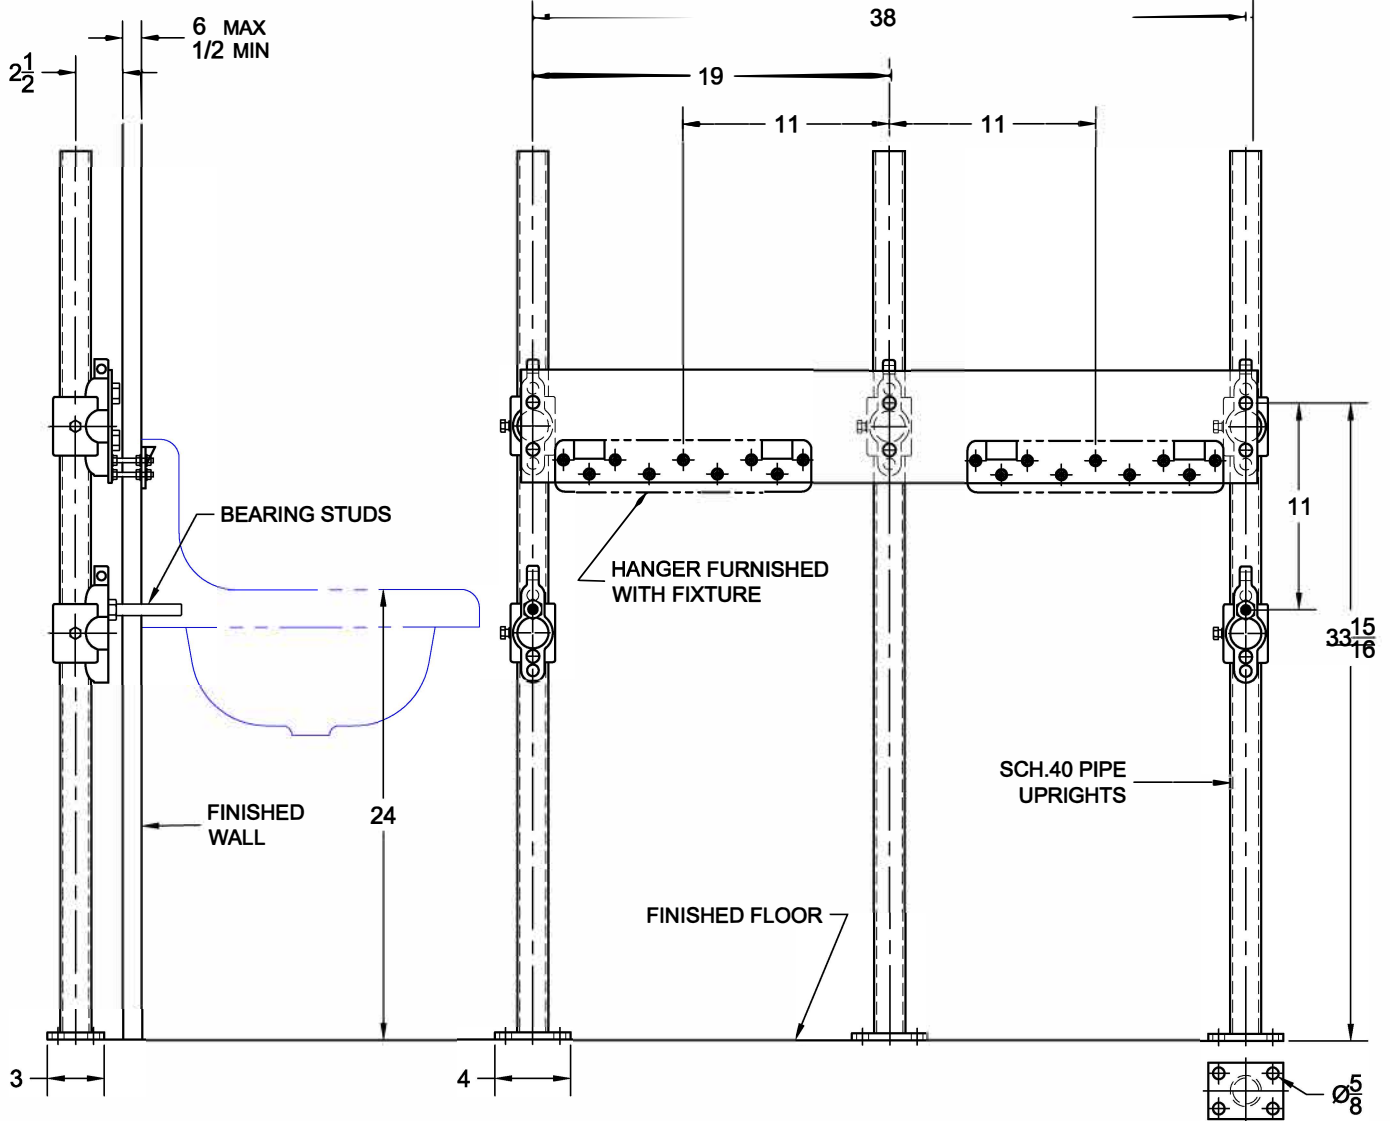 6 MAX
1/2 MIN
2 1/2
38
19
11
11
BEARING STUDS
HANGER FURNISHED
WITH FIXTURE
11
33 15/16
SCH.40 PIPE
UPRIGHTS
FINISHED
WALL
24
FINISHED FLOOR
3
4
Ø5/8